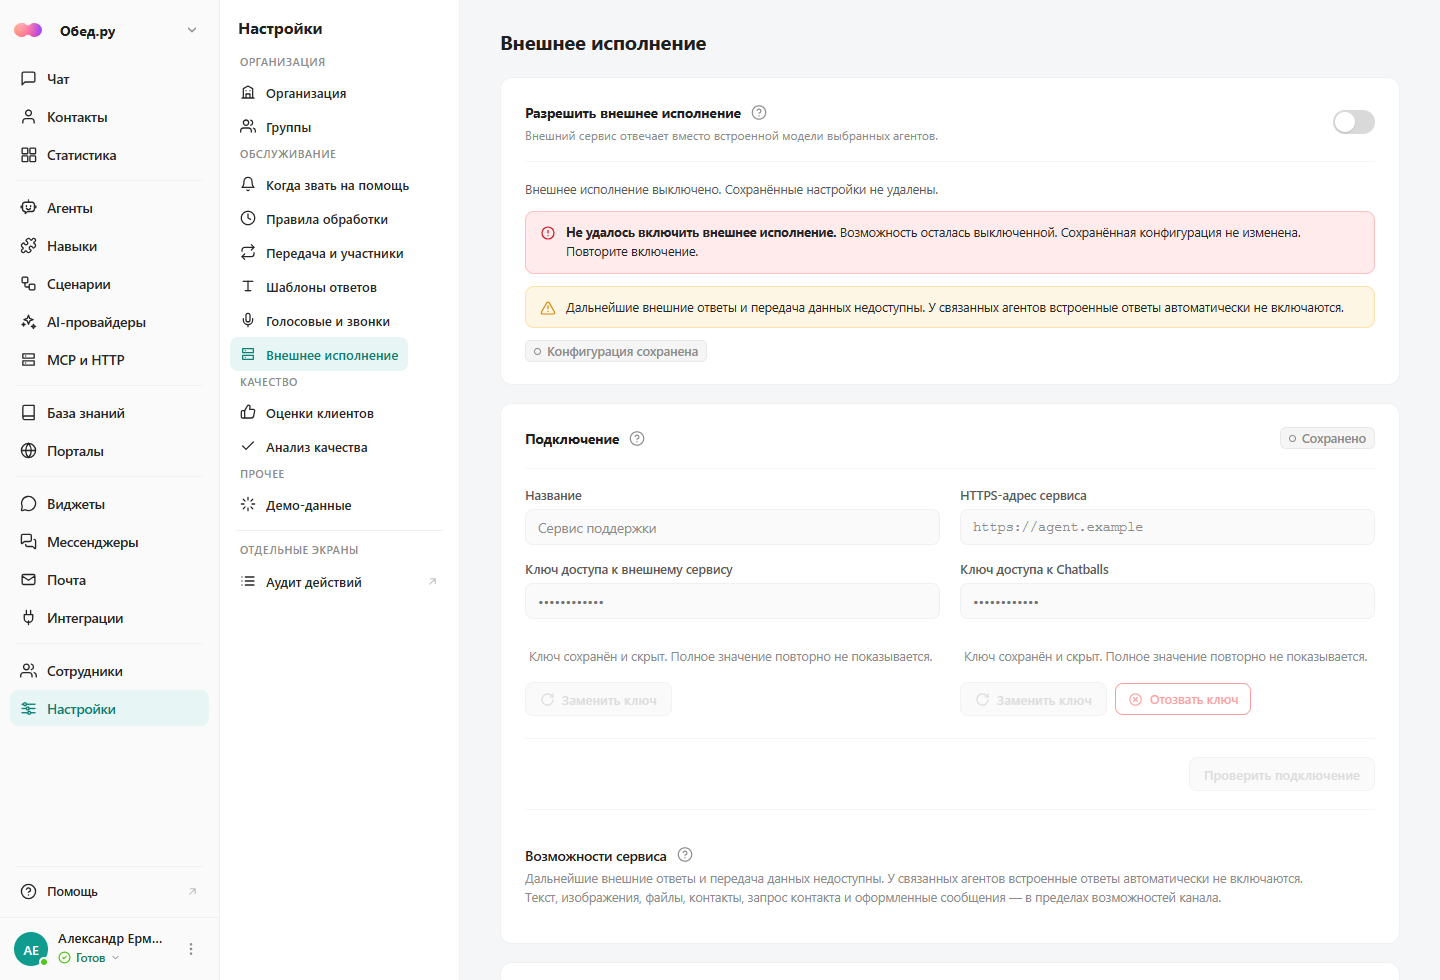 Обед.ру
Чат
Контакты
Статистика
Агенты
Навыки
Сценарии
AI-провайдеры
MCP и HTTP
База знаний
Порталы
Виджеты
Мессенджеры
Почта
Интеграции
Сотрудники
Настройки
Помощь
AE
Александр Ерм...
Готов
Настройки
ОРГАНИЗАЦИЯ
Организация
Группы
ОБСЛУЖИВАНИЕ
Когда звать на помощь
Правила обработки
Передача и участники
Шаблоны ответов
Голосовые и звонки
Внешнее исполнение
КАЧЕСТВО
Оценки клиентов
Анализ качества
ПРОЧЕЕ
Демо-данные
ОТДЕЛЬНЫЕ ЭКРАНЫ
Аудит действий
Внешнее исполнение
Разрешить внешнее исполнение
Внешний сервис отвечает вместо встроенной модели выбранных агентов.
Внешнее исполнение выключено. Сохранённые настройки не удалены.
Не удалось включить внешнее исполнение. Возможность осталась выключенной. Сохранённая конфигурация не изменена.
Повторите включение.
Дальнейшие внешние ответы и передача данных недоступны. У связанных агентов встроенные ответы автоматически не включаются.
Конфигурация сохранена
Подключение
Сохранено
Название
HTTPS-адрес сервиса
Сервис поддержки
https://agent.example
Ключ доступа к внешнему сервису
Ключ доступа к Chatballs
••••••••••••
••••••••••••
Ключ сохранён и скрыт. Полное значение повторно не показывается.
Ключ сохранён и скрыт. Полное значение повторно не показывается.
Заменить ключ
Заменить ключ
Отозвать ключ
Проверить подключение
Возможности сервиса
Дальнейшие внешние ответы и передача данных недоступны. У связанных агентов встроенные ответы автоматически не включаются.
Текст, изображения, файлы, контакты, запрос контакта и оформленные сообщения — в пределах возможностей канала.